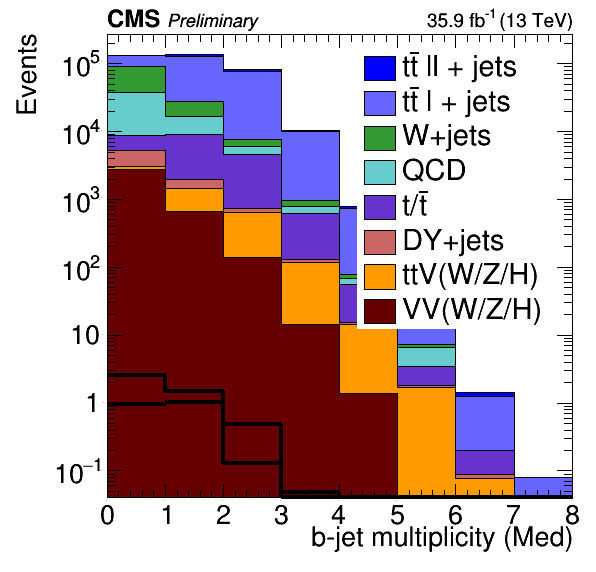 CMS Preliminary 35.9 fb⁻¹ (13 TeV)
Events
10⁵
10⁴
10³
10²
10
1
10⁻¹
tt̄ ll + jets
tt̄ l + jets
W+jets
QCD
t/t̄
DY+jets
ttV(W/Z/H)
VV(W/Z/H)
0 1 2 3 4 5 6 7 8
b-jet multiplicity (Med)